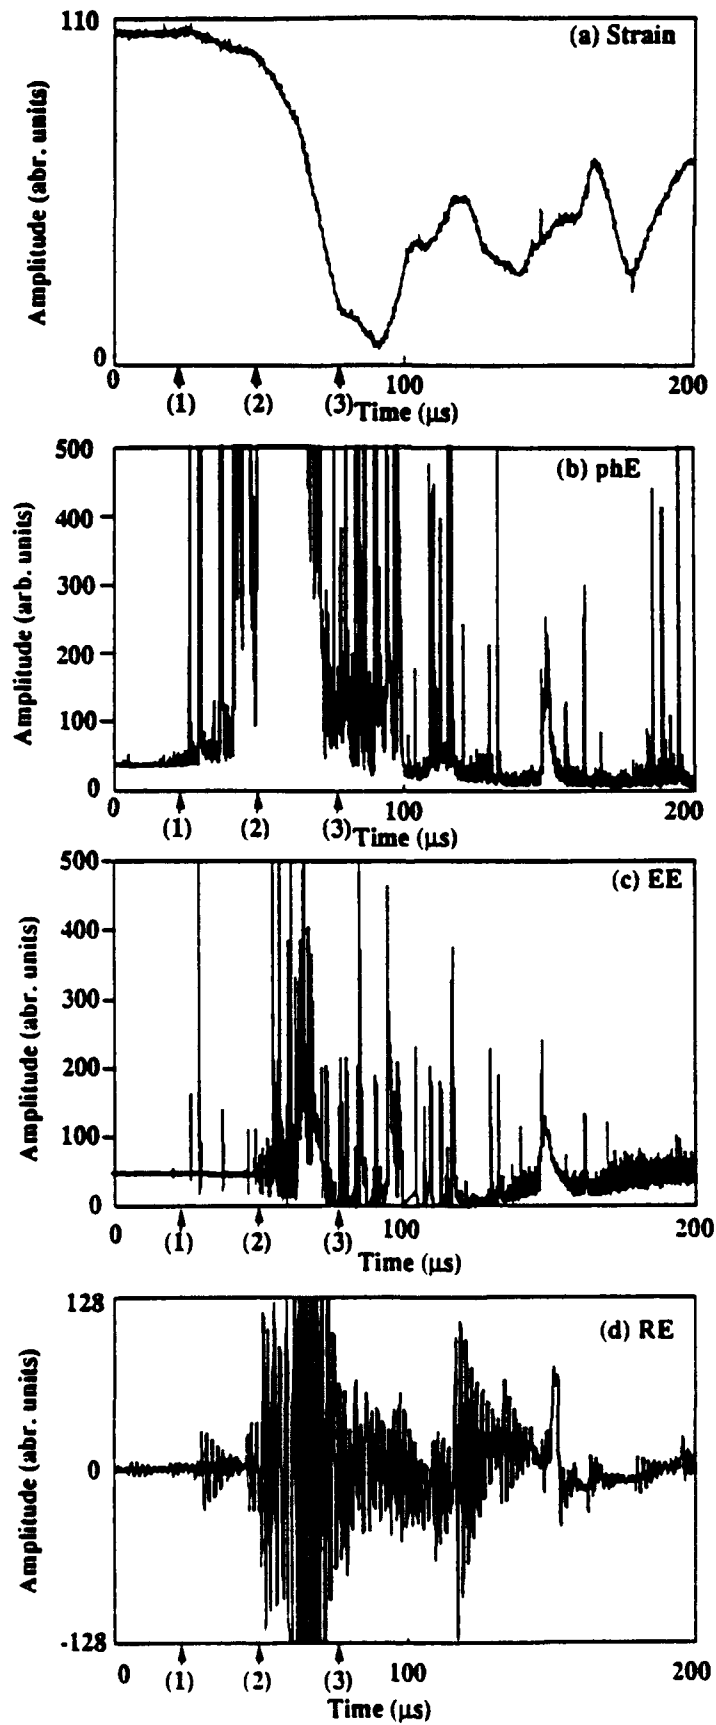 110
(a) Strain
Amplitude (abr. units)
0
0 100 200
(1) (2) (3) Time (μs)
500
(b) phE
400
300
200
100
0
Amplitude (arb. units)
0 100 200
(1) (2) (3) Time (μs)
500
(c) EE
400
300
200
100
0
Amplitude (abr. units)
0 100 200
(1) (2) (3) Time (μs)
128
(d) RE
0
-128
Amplitude (abr. units)
0 100 200
(1) (2) (3)
Time (μs)